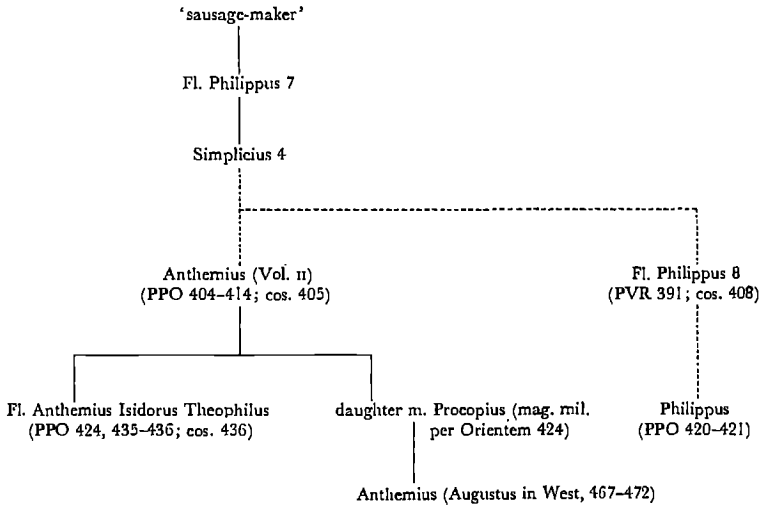 ‘sausage-maker’
Fl. Philippus 7
Simplicius 4
Anthemius (Vol. II)
(PPO 404–414; cos. 405)
Fl. Philippus 8
(PVR 391; cos. 408)
Fl. Anthemius Isidorus Theophilus
(PPO 424, 435–436; cos. 436)
daughter m. Procopius (mag. mil.
per Orientem 424)
Philippus
(PPO 420–421)
Anthemius (Augustus in West, 467–472)